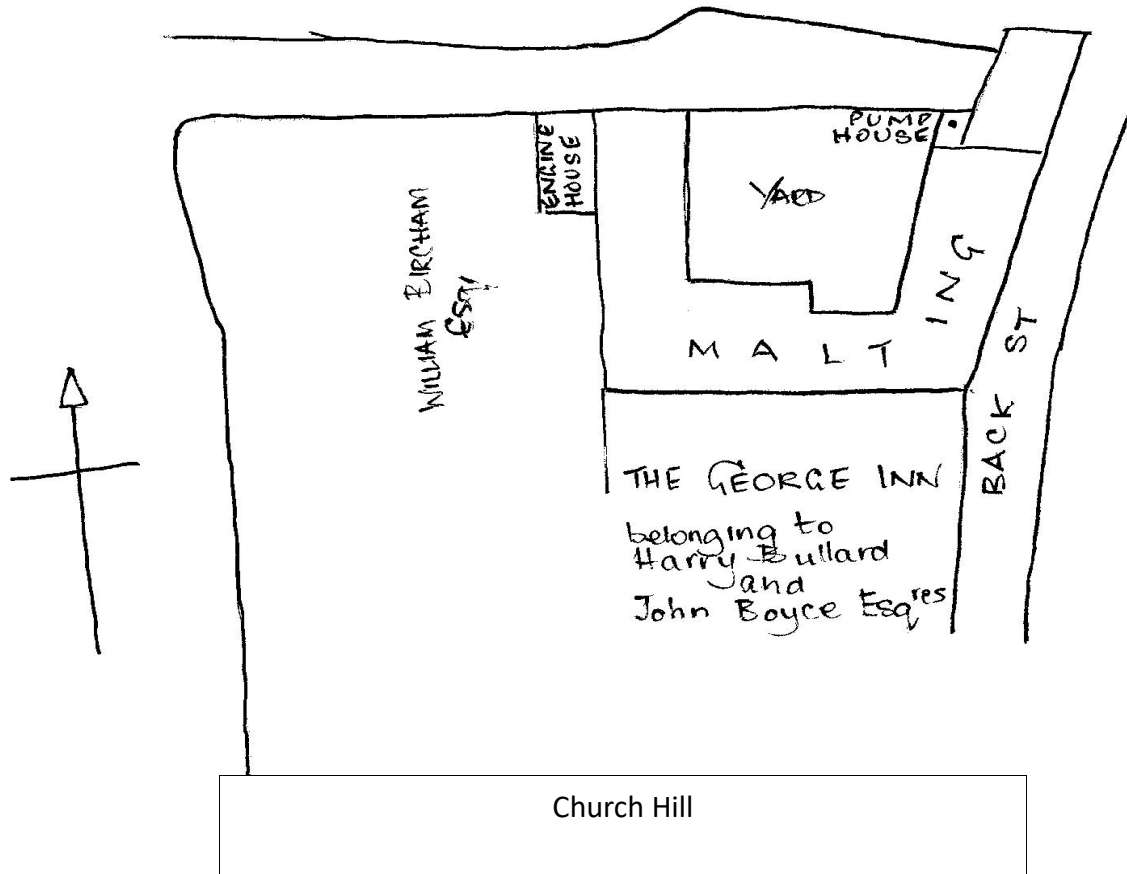 PUMP
HOUSE
ENGINE
HOUSE
YARD
WILLIAM BIRCHAM
Esqr
MALTING
BACK ST
THE GEORGE INN
belonging to
Harry Bullard
and
John Boyce Esqres
Church Hill